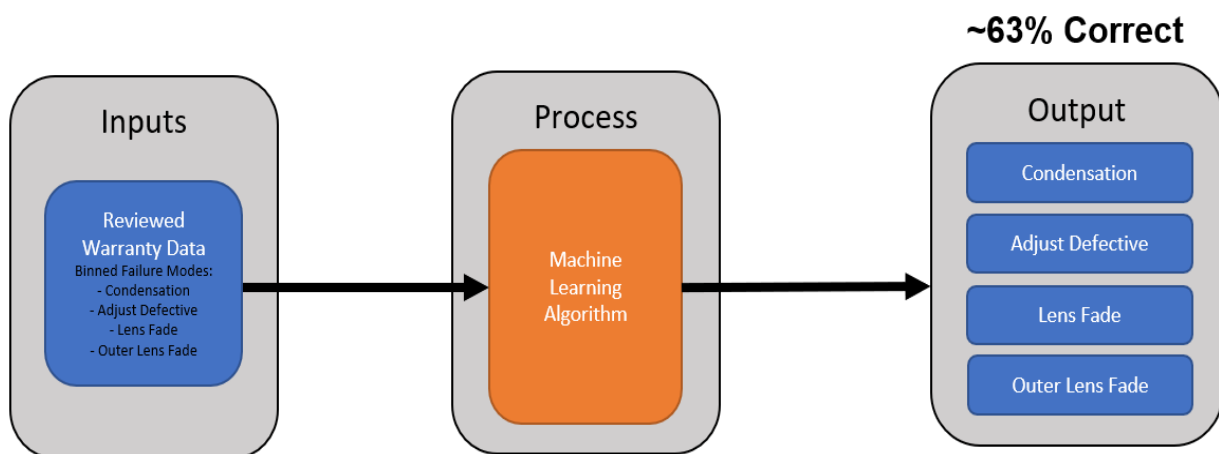 ~63% Correct
Inputs
Reviewed
Warranty Data
Binned Failure Modes:
- Condensation
- Adjust Defective
- Lens Fade
- Outer Lens Fade
Process
Machine
Learning
Algorithm
Output
Condensation
Adjust Defective
Lens Fade
Outer Lens Fade